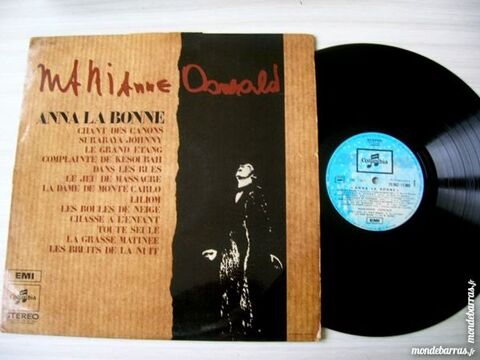 MARIANNE Oswald
ANNA LA BONNE
CHANT DES CANONS
SURABAYA JOHNNY
LE GRAND ETANG
COMPLAINTE DE KESOUBAH
DANS LES RUES
LE JEU DE MASSACRE
LA DAME DE MONTE CARLO
LILIOM
LES BOULES DE NEIGE
CHASSE A L'ENFANT
TOUTE SEULE
LA GRASSE MATINEE
LES BRUITS DE LA NUIT
EMI
Columbia
STEREO
Columbia
ANNA LA BONNE
© mondebarras.fr
mondebarras.fr